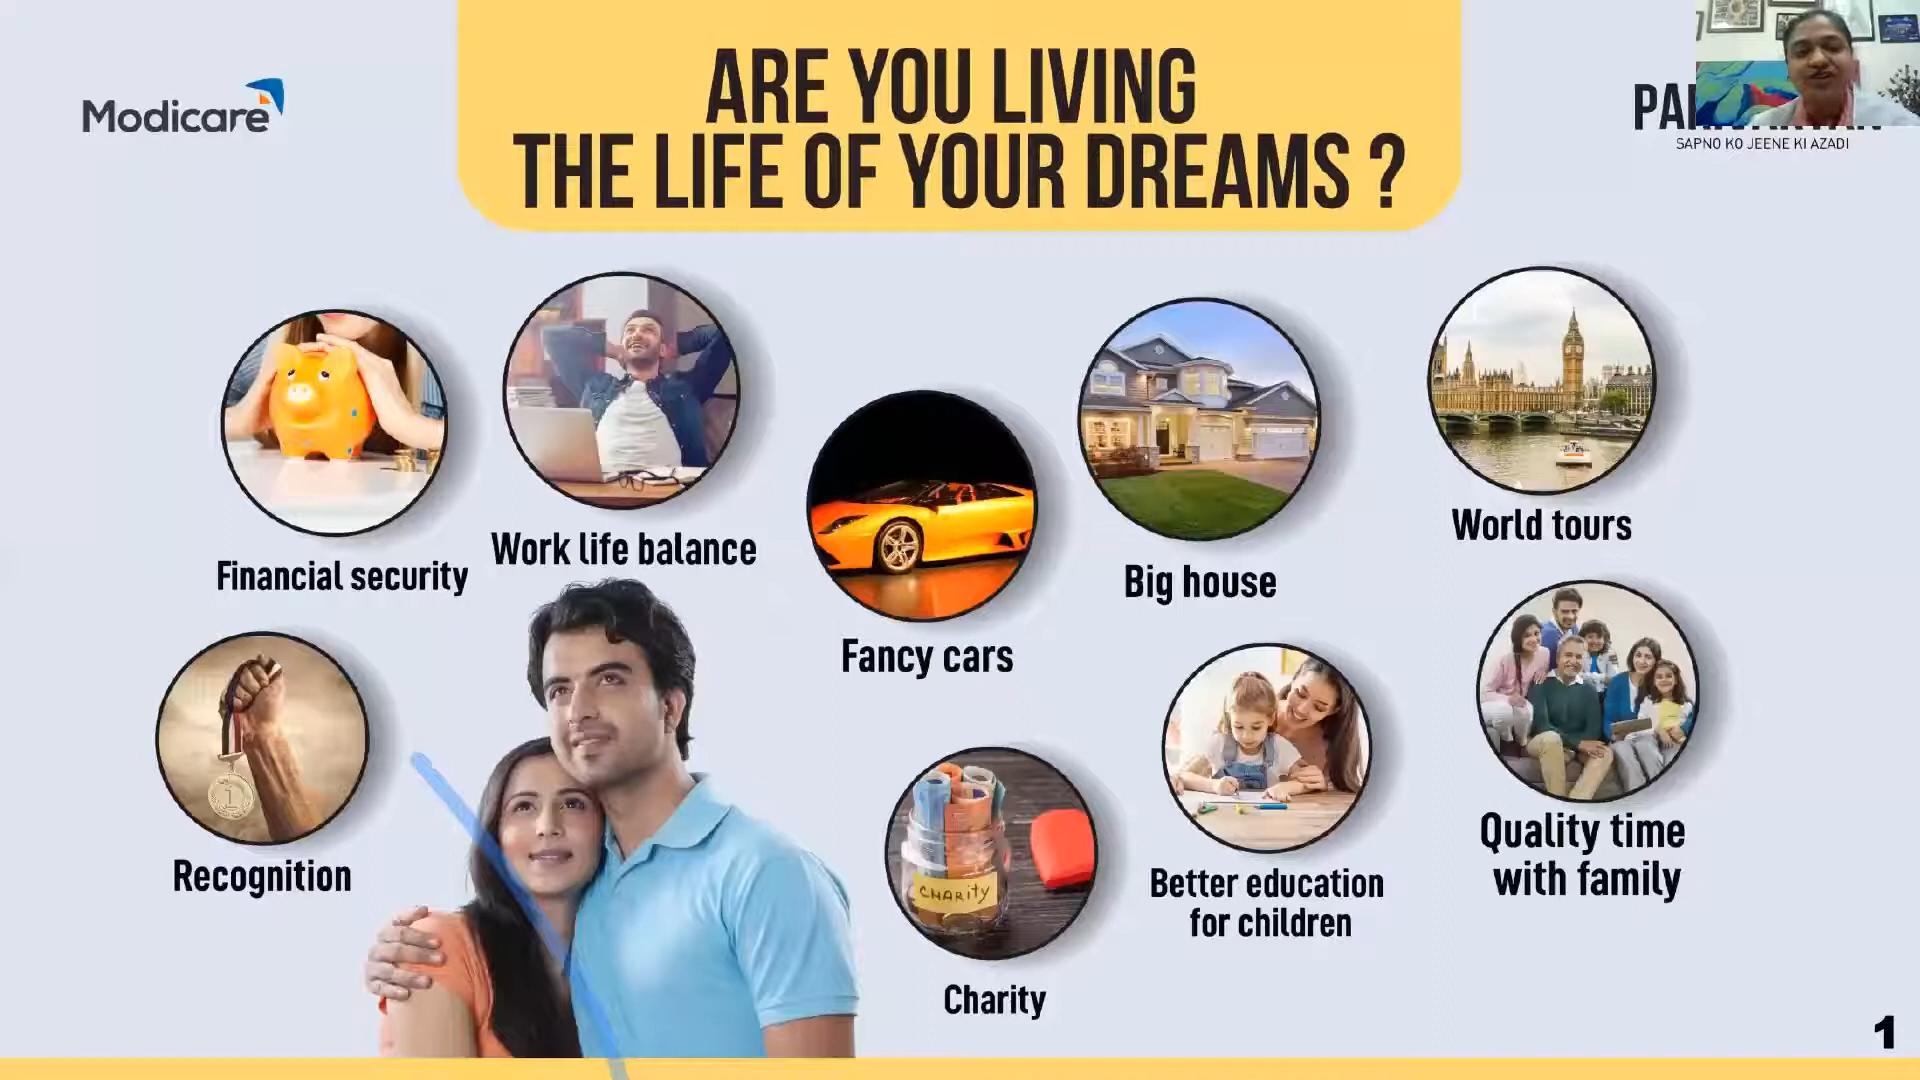 Modicare
ARE YOU LIVING
THE LIFE OF YOUR DREAMS ?
SAPNO KO JEENE KI AZADI
Financial security
Work life balance
Fancy cars
Big house
World tours
Recognition
CHARITY
Charity
Better education
for children
Quality time
with family
1